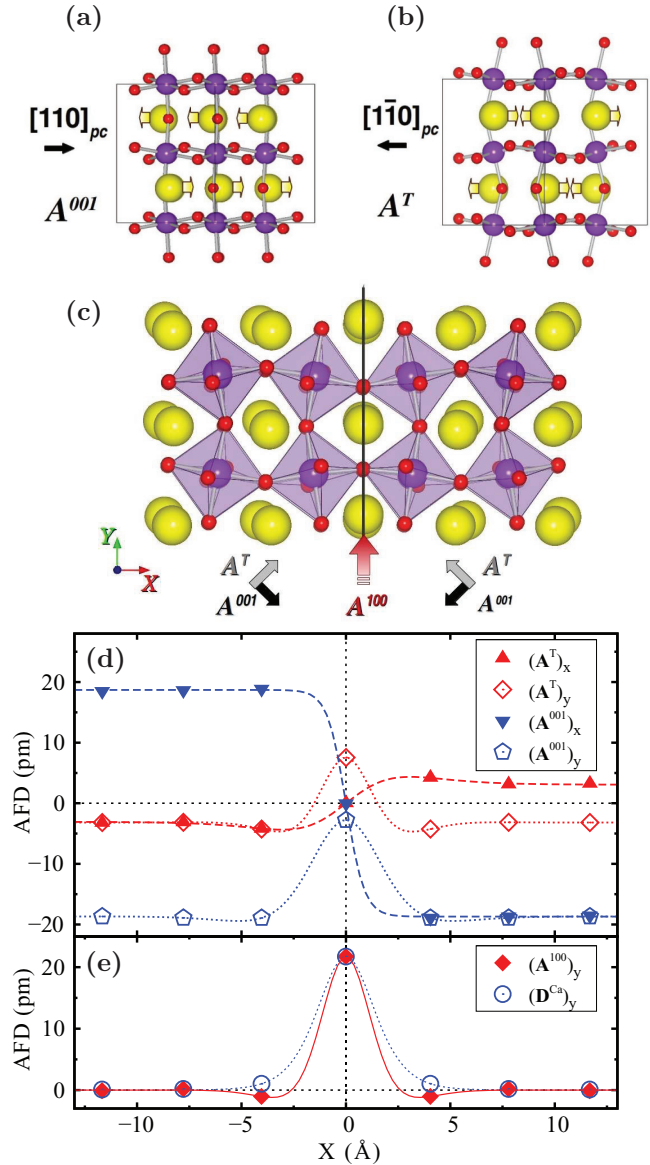 (a)
(b)
[110]pc
A001
[11̄0]pc
AT
(c)
Y
X
AT
A001
A100
AT
A001
(d)
20
10
0
−10
−20
AFD (pm)
(AT)x
(AT)y
(A001)x
(A001)y
(e)
20
10
0
AFD (pm)
(A100)y
(DCa)y
−10
−5
0
5
10
X (Å)